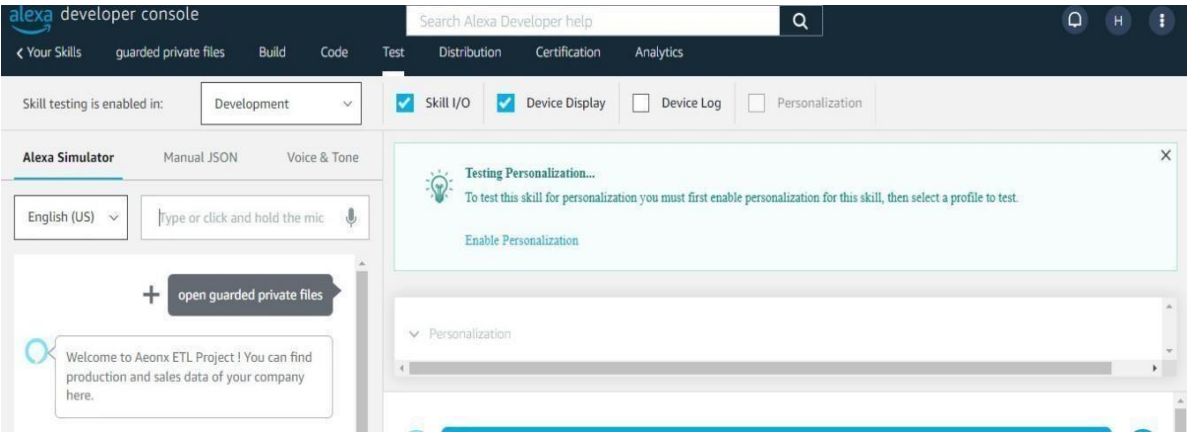 alexa developer console
Search Alexa Developer help
H
Your Skills guarded private files Build Code Test Distribution Certification Analytics
Skill testing is enabled in: Development
Skill I/O Device Display Device Log Personalization
Alexa Simulator Manual JSON Voice & Tone
Testing Personalization...
To test this skill for personalization you must first enable personalization for this skill, then select a profile to test.
Enable Personalization
English (US) Type or click and hold the mic
open guarded private files
Personalization
Welcome to Aeonx ETL Project ! You can find
production and sales data of your company
here.